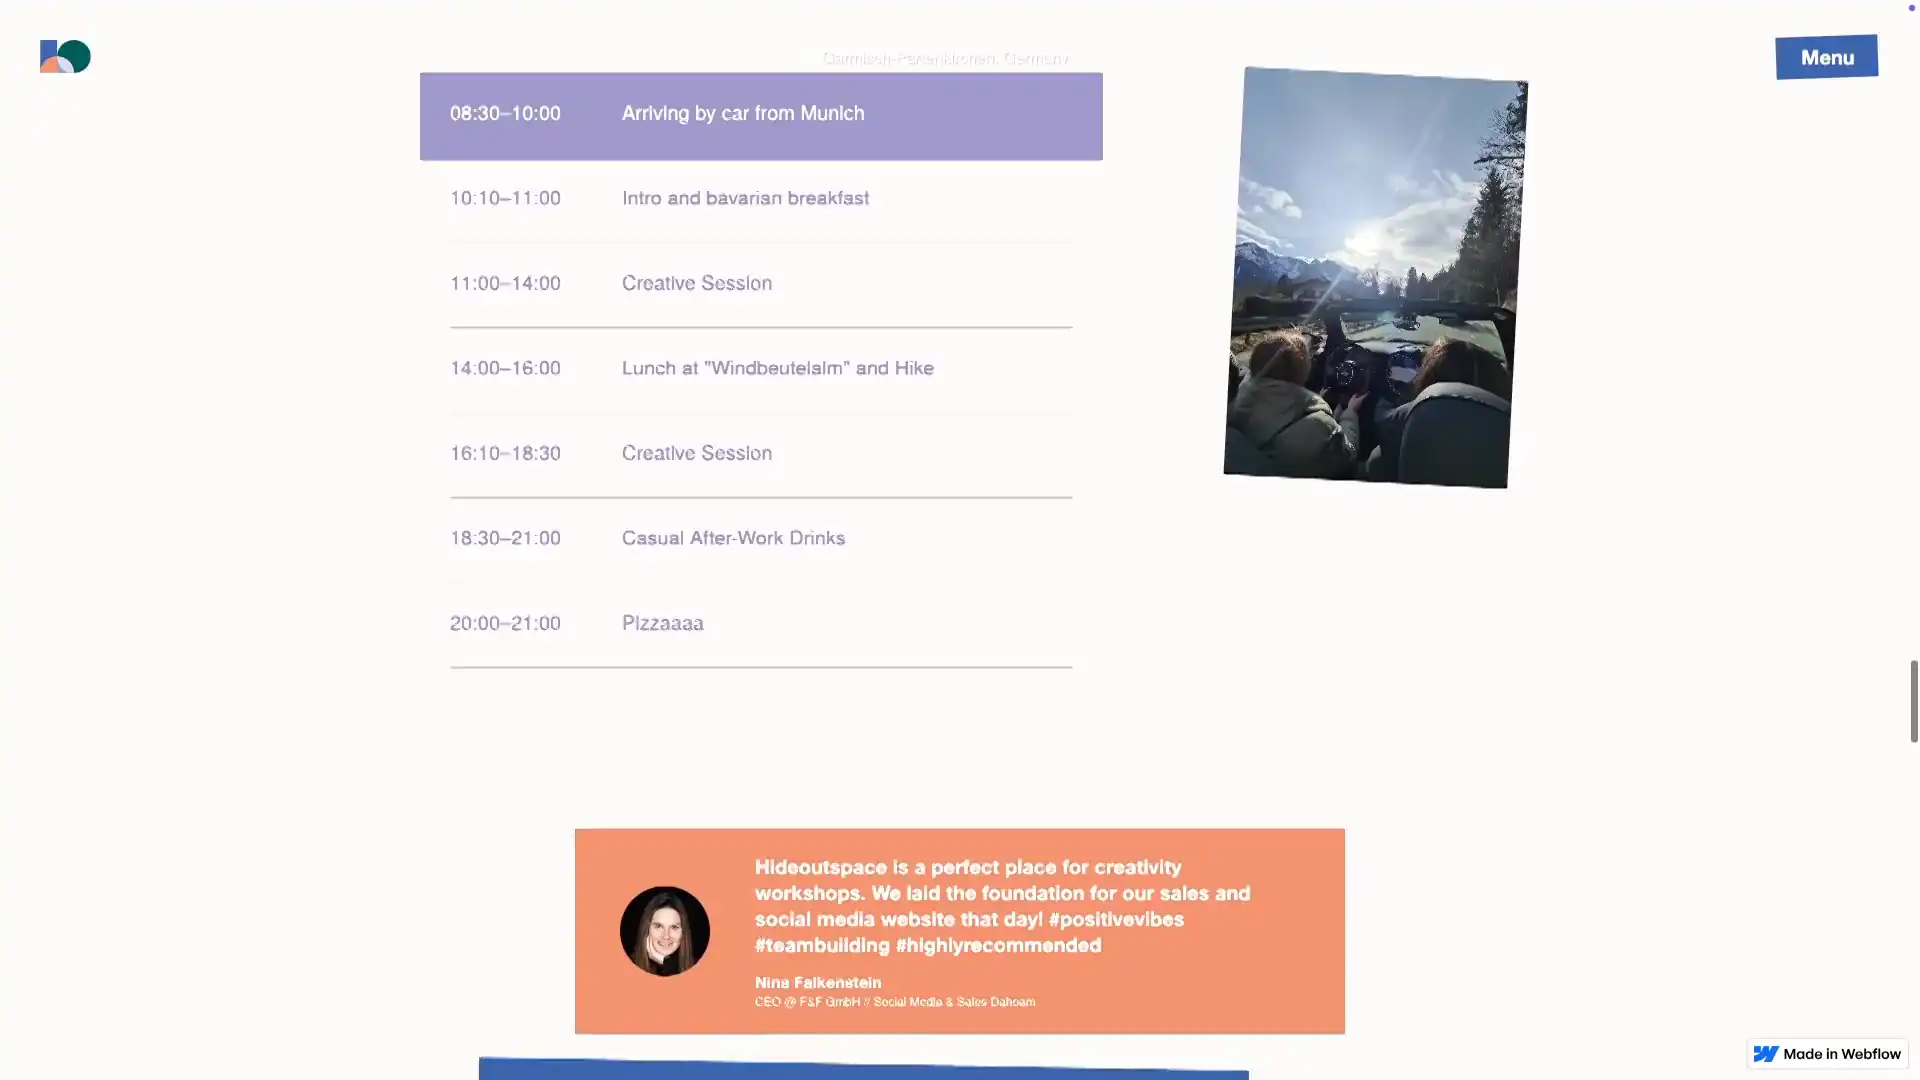 Menu
Garmisch-Partenkirchen, Germany
08:30–10:00 Arriving by car from Munich
10:10–11:00 Intro and bavarian breakfast
11:00–14:00 Creative Session
14:00–16:00 Lunch at "Windbeutelalm" and Hike
16:10–18:30 Creative Session
18:30–21:00 Casual After-Work Drinks
20:00–21:00 Pizzaaaa
Hideoutspace is a perfect place for creativity
workshops. We laid the foundation for our sales and
social media website that day! #positivevibes
#teambuilding #highlyrecommended
Nina Falkenstein
CEO @ F&F GmbH // Social Media & Sales Dahoam
Made in Webflow